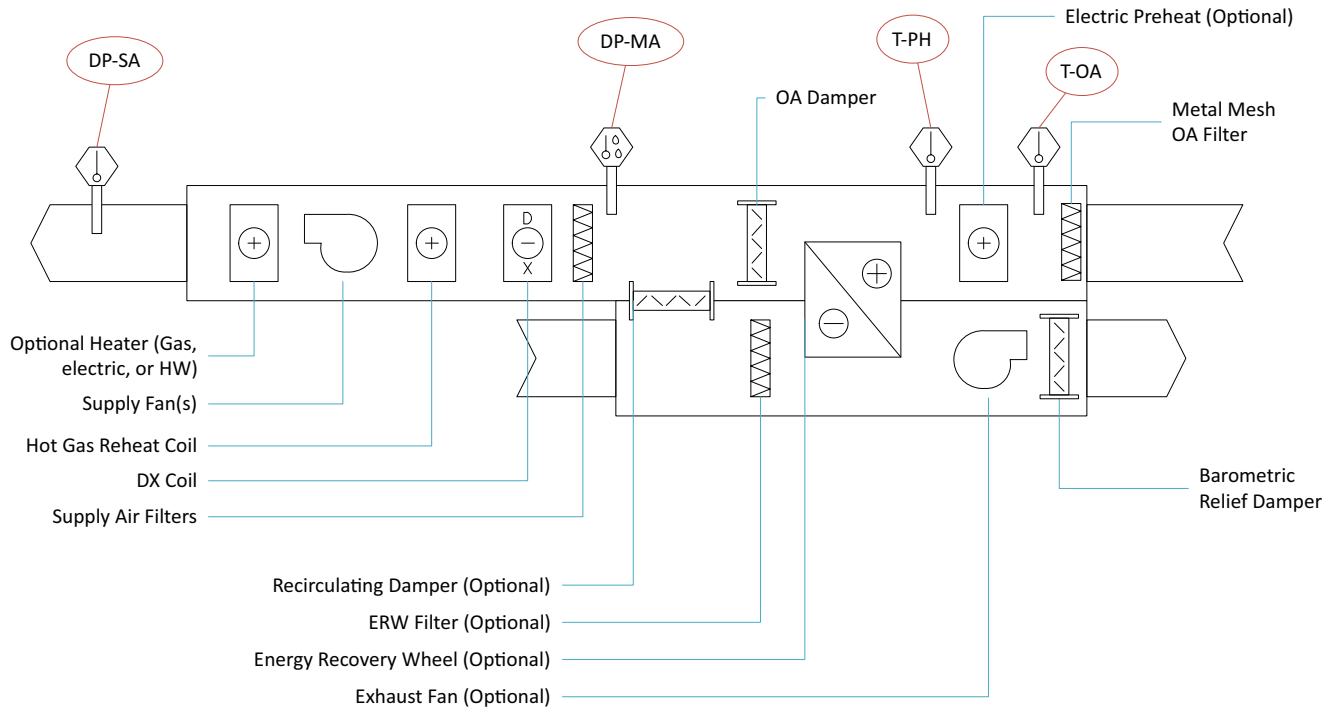 Electric Preheat (Optional)
DP-SA
DP-MA
T-PH
T-OA
OA Damper
Metal Mesh
OA Filter
D
X
Optional Heater (Gas,
electric, or HW)
Supply Fan(s)
Hot Gas Reheat Coil
DX Coil
Supply Air Filters
Barometric
Relief Damper
Recirculating Damper (Optional)
ERW Filter (Optional)
Energy Recovery Wheel (Optional)
Exhaust Fan (Optional)